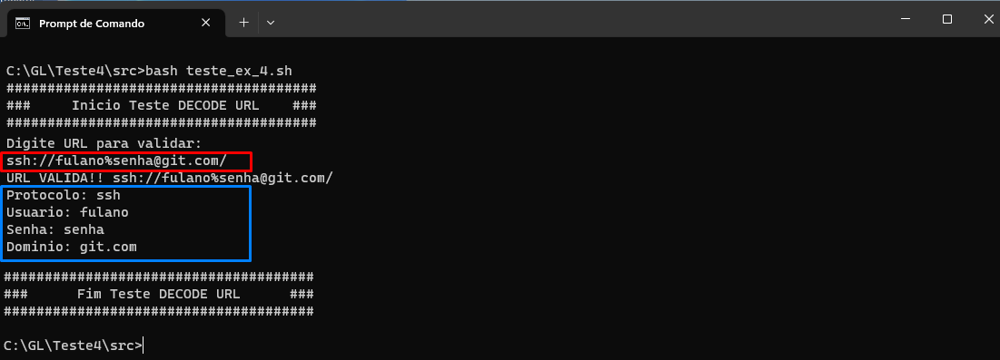 Prompt de Comando
C:\GL\Teste4\src>bash teste_ex_4.sh
######################################
###     Inicio Teste DECODE URL    ###
######################################
Digite URL para validar:
ssh://fulano%senha@git.com/
URL VALIDA!! ssh://fulano%senha@git.com/
Protocolo: ssh
Usuario: fulano
Senha: senha
Dominio: git.com
######################################
###      Fim Teste DECODE URL      ###
######################################
C:\GL\Teste4\src>